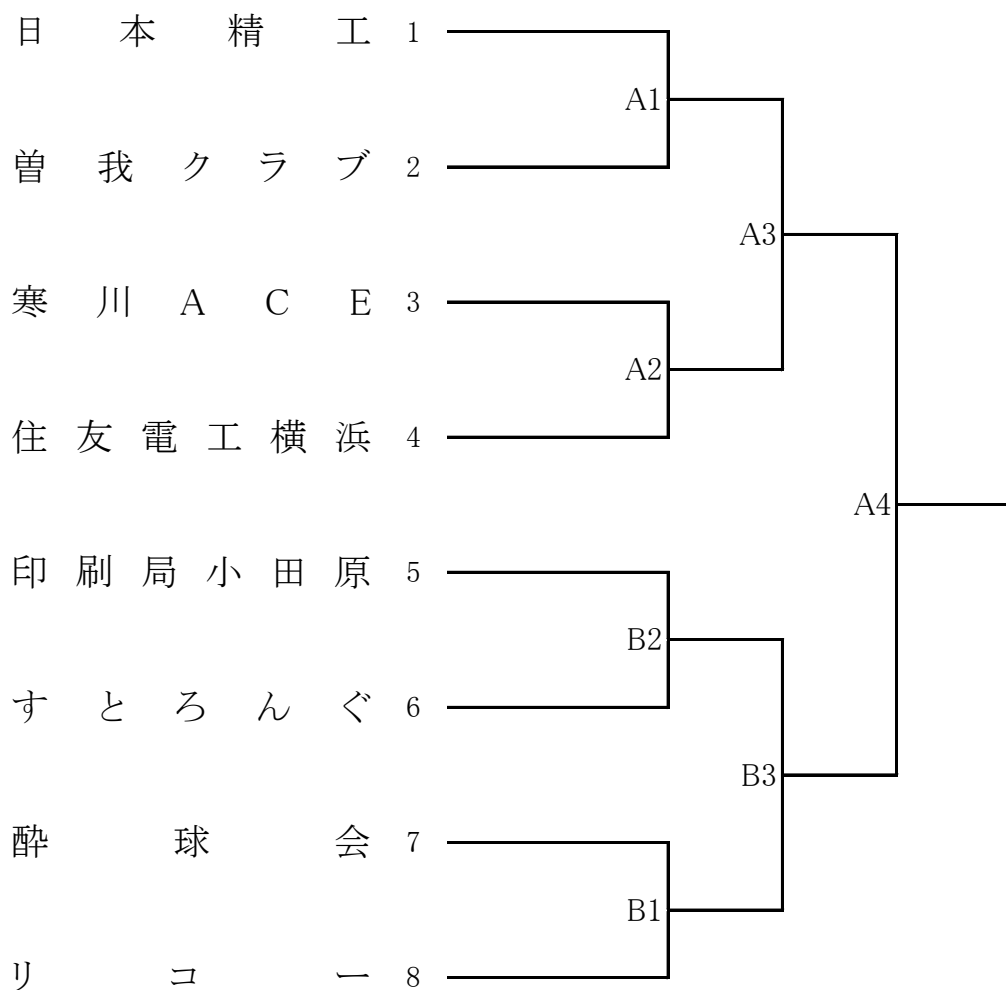 日本精工 1
A1
曽我クラブ 2
A3
寒川ACE 3
A2
住友電工横浜 4
A4
印刷局小田原 5
B2
すとろんぐ 6
B3
酔球会 7
B1
リコー 8